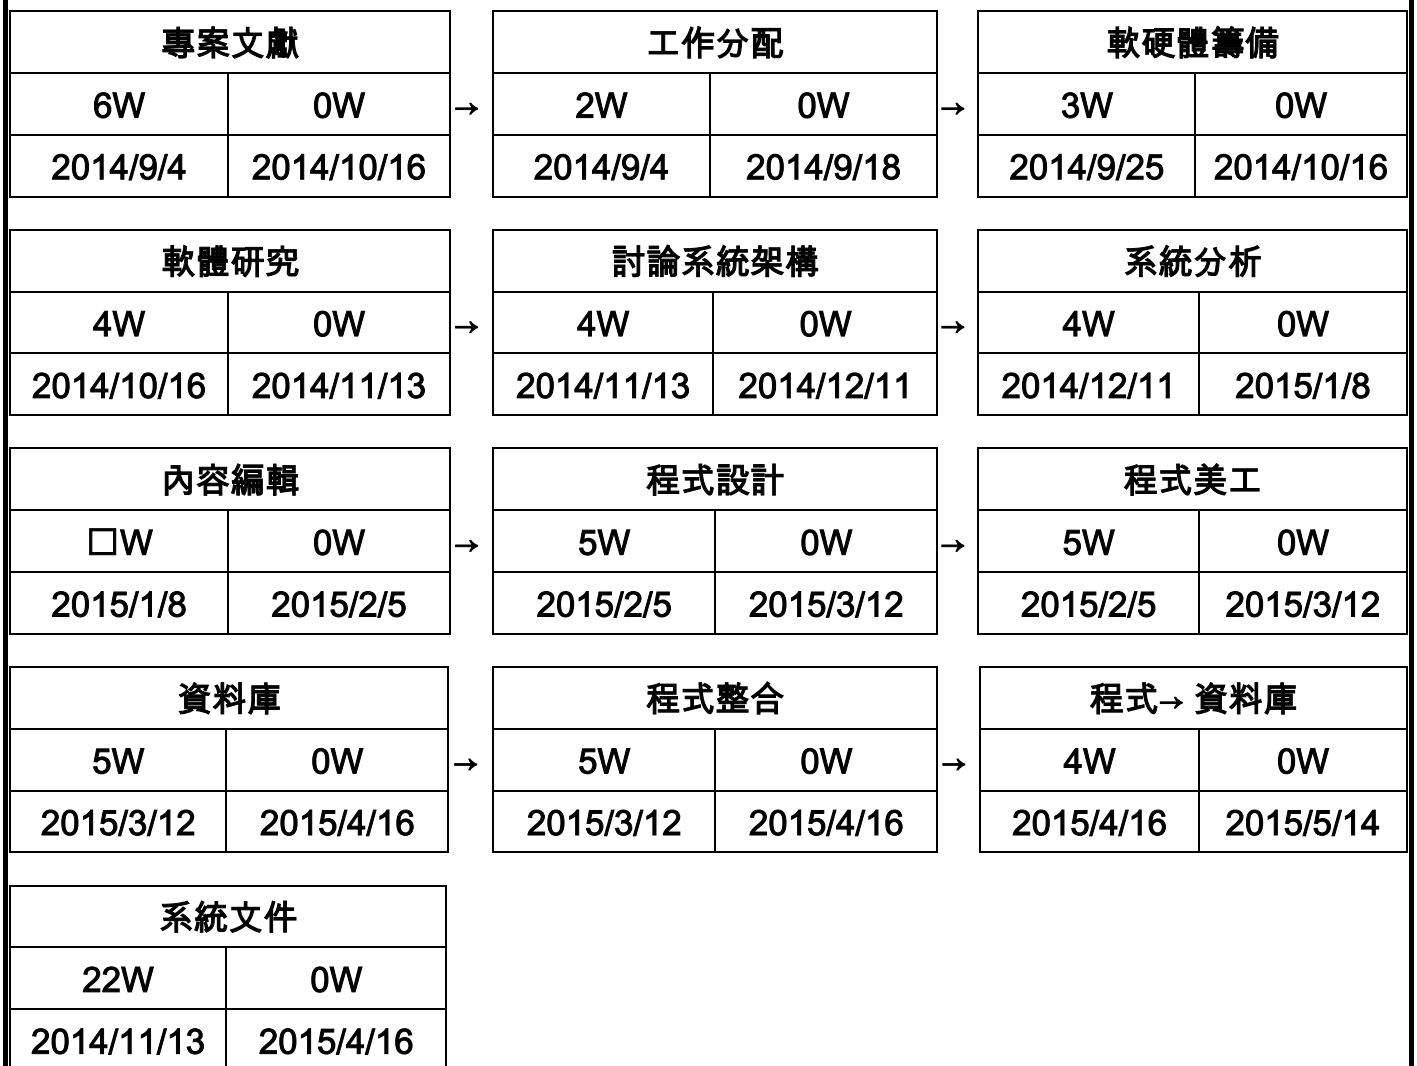 專案文獻 工作分配 軟硬體籌備
6W 0W → 2W 0W → 3W 0W
2014/9/4 2014/10/16 2014/9/4 2014/9/18 2014/9/25 2014/10/16
軟體研究 討論系統架構 系統分析
4W 0W → 4W 0W → 4W 0W
2014/10/16 2014/11/13 2014/11/13 2014/12/11 2014/12/11 2015/1/8
內容編輯 程式設計 程式美工
□W 0W → 5W 0W → 5W 0W
2015/1/8 2015/2/5 2015/2/5 2015/3/12 2015/2/5 2015/3/12
資料庫 程式整合 程式→ 資料庫
5W 0W → 5W 0W → 4W 0W
2015/3/12 2015/4/16 2015/3/12 2015/4/16 2015/4/16 2015/5/14
系統文件
22W 0W
2014/11/13 2015/4/16